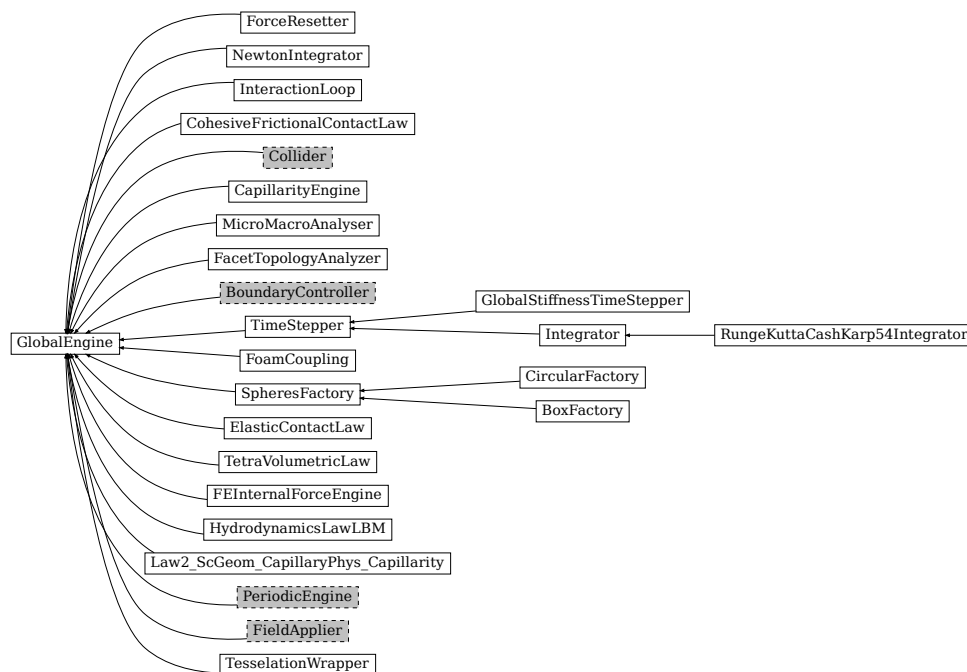 ForceResetter
NewtonIntegrator
InteractionLoop
CohesiveFrictionalContactLaw
Collider
CapillarityEngine
MicroMacroAnalyser
FacetTopologyAnalyzer
BoundaryController
GlobalStiffnessTimeStepper
TimeStepper
Integrator
RungeKuttaCashKarp54Integrator
GlobalEngine
FoamCoupling
CircularFactory
SpheresFactory
BoxFactory
ElasticContactLaw
TetraVolumetricLaw
FEInternalForceEngine
HydrodynamicsLawLBM
Law2_ScGeom_CapillaryPhys_Capillarity
PeriodicEngine
FieldApplier
TesselationWrapper